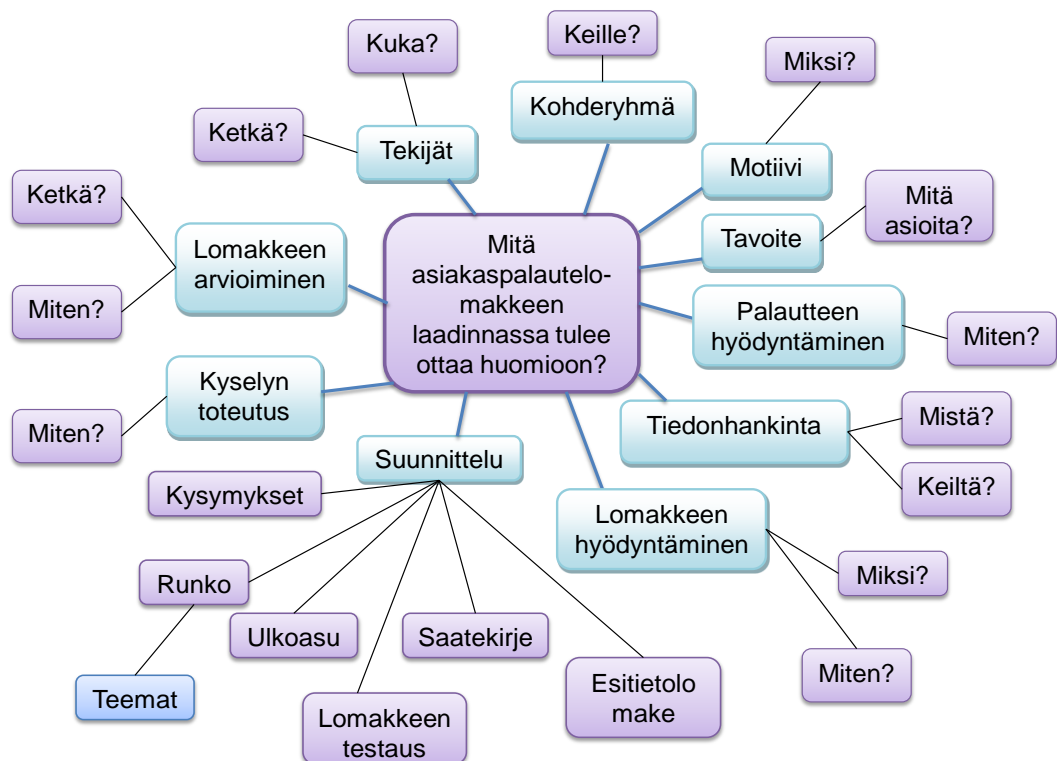 Kuka?
Keille?
Miksi?
Kohderyhmä
Ketkä?
Tekijät
Motiivi
Ketkä?
Mitä
asioita?
Lomakkeen
arvioiminen
Mitä
asiakaspalautelo-
makkeen
laadinnassa tulee
ottaa huomioon?
Tavoite
Miten?
Palautteen
hyödyntäminen
Miten?
Kyselyn
toteutus
Miten?
Tiedonhankinta
Mistä?
Keiltä?
Suunnittelu
Kysymykset
Lomakkeen
hyödyntäminen
Runko
Miksi?
Ulkoasu
Saatekirje
Miten?
Teemat
Esitietolo
make
Lomakkeen
testaus